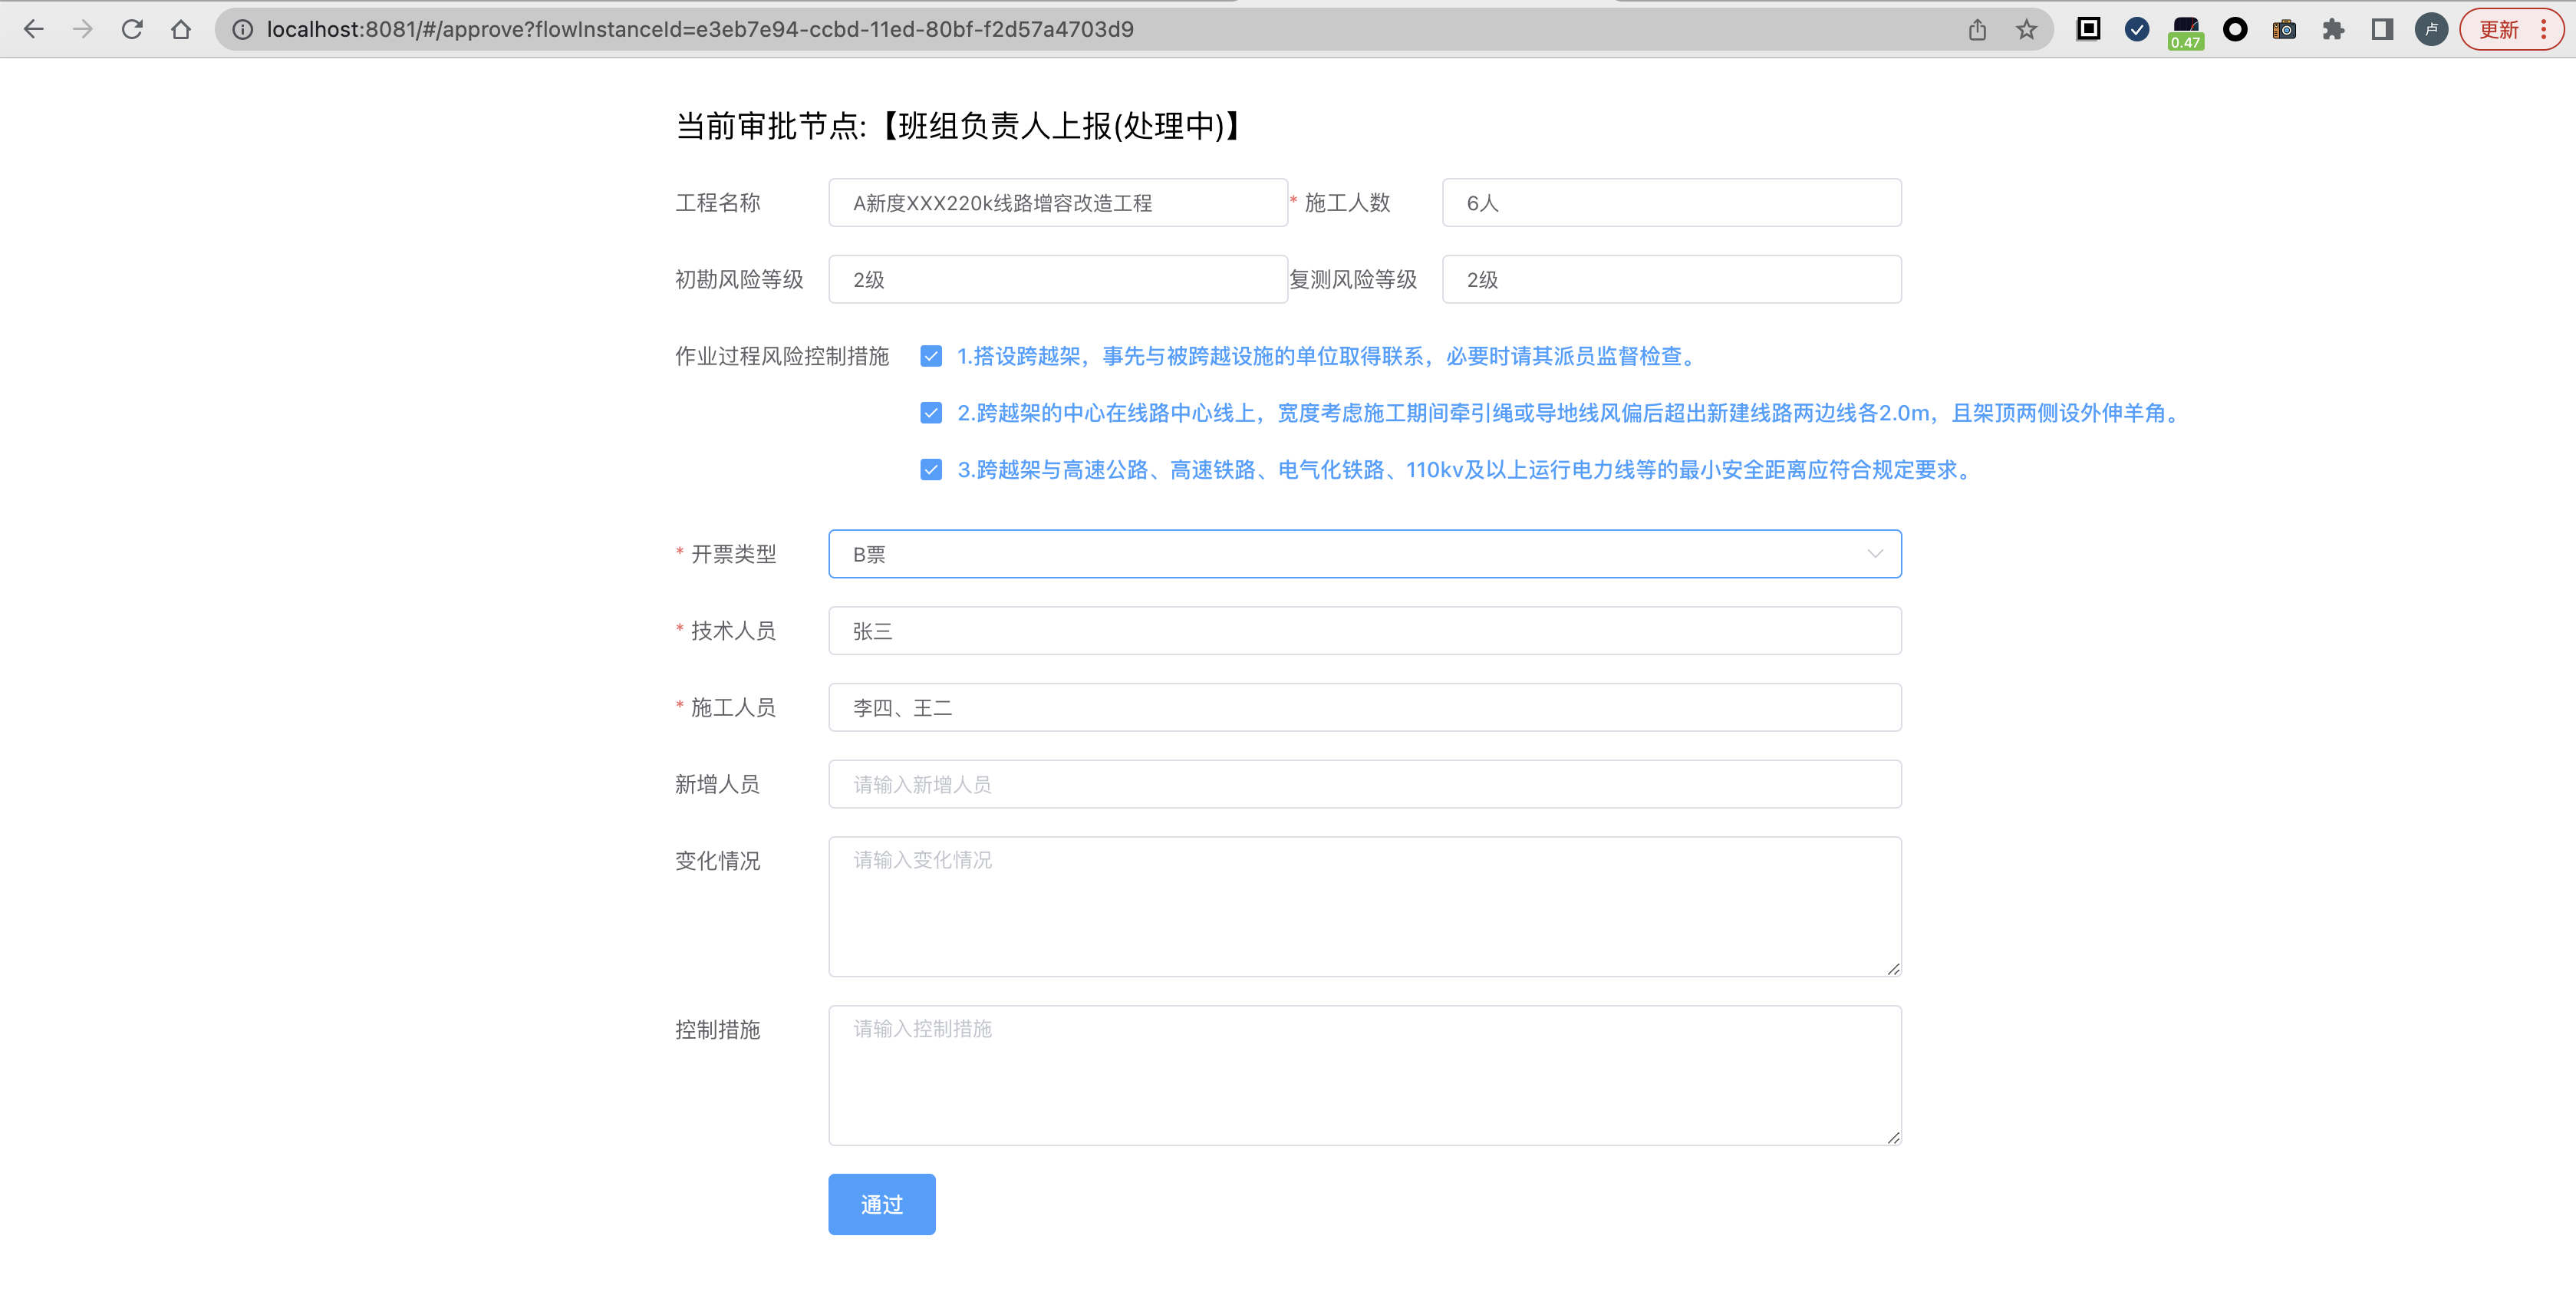 localhost:8081/#/approve?flowInstanceId=e3eb7e94-ccbd-11ed-80bf-f2d57a4703d9
0.47
卢
更新
当前审批节点:【班组负责人上报(处理中)】
工程名称 A新度XXX220k线路增容改造工程 * 施工人数 6人
初勘风险等级 2级 复测风险等级 2级
作业过程风险控制措施 1.搭设跨越架，事先与被跨越设施的单位取得联系，必要时请其派员监督检查。
2.跨越架的中心在线路中心线上，宽度考虑施工期间牵引绳或导地线风偏后超出新建线路两边线各2.0m，且架顶两侧设外伸羊角。
3.跨越架与高速公路、高速铁路、电气化铁路、110kv及以上运行电力线等的最小安全距离应符合规定要求。
* 开票类型 B票
* 技术人员 张三
* 施工人员 李四、王二
新增人员 请输入新增人员
变化情况 请输入变化情况
控制措施 请输入控制措施
通过